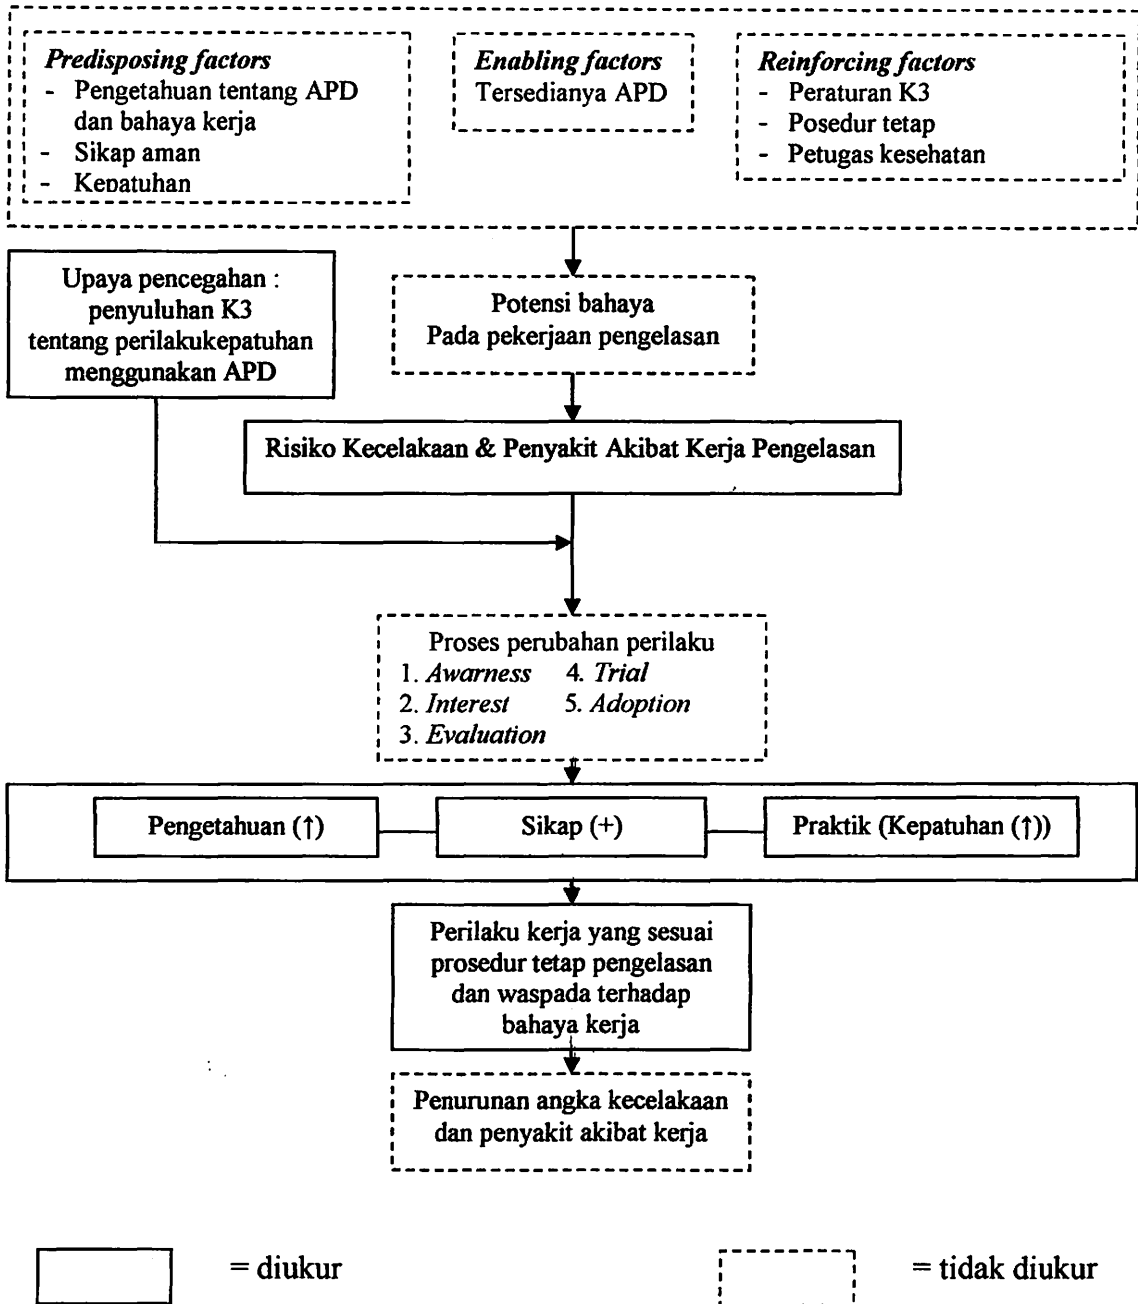 Predisposing factors
- Pengetahuan tentang APD
dan bahaya kerja
- Sikap aman
- Kepatuhan
Enabling factors
Tersedianya APD
Reinforcing factors
- Peraturan K3
- Posedur tetap
- Petugas kesehatan
Upaya pencegahan :
penyuluhan K3
tentang perilakukepatuhan
menggunakan APD
Potensi bahaya
Pada pekerjaan pengelasan
Risiko Kecelakaan & Penyakit Akibat Kerja Pengelasan
Proses perubahan perilaku
1. Awarness 4. Trial
2. Interest 5. Adoption
3. Evaluation
Pengetahuan (↑)
Sikap (+)
Praktik (Kepatuhan (↑))
Perilaku kerja yang sesuai
prosedur tetap pengelasan
dan waspada terhadap
bahaya kerja
Penurunan angka kecelakaan
dan penyakit akibat kerja
= diukur
= tidak diukur